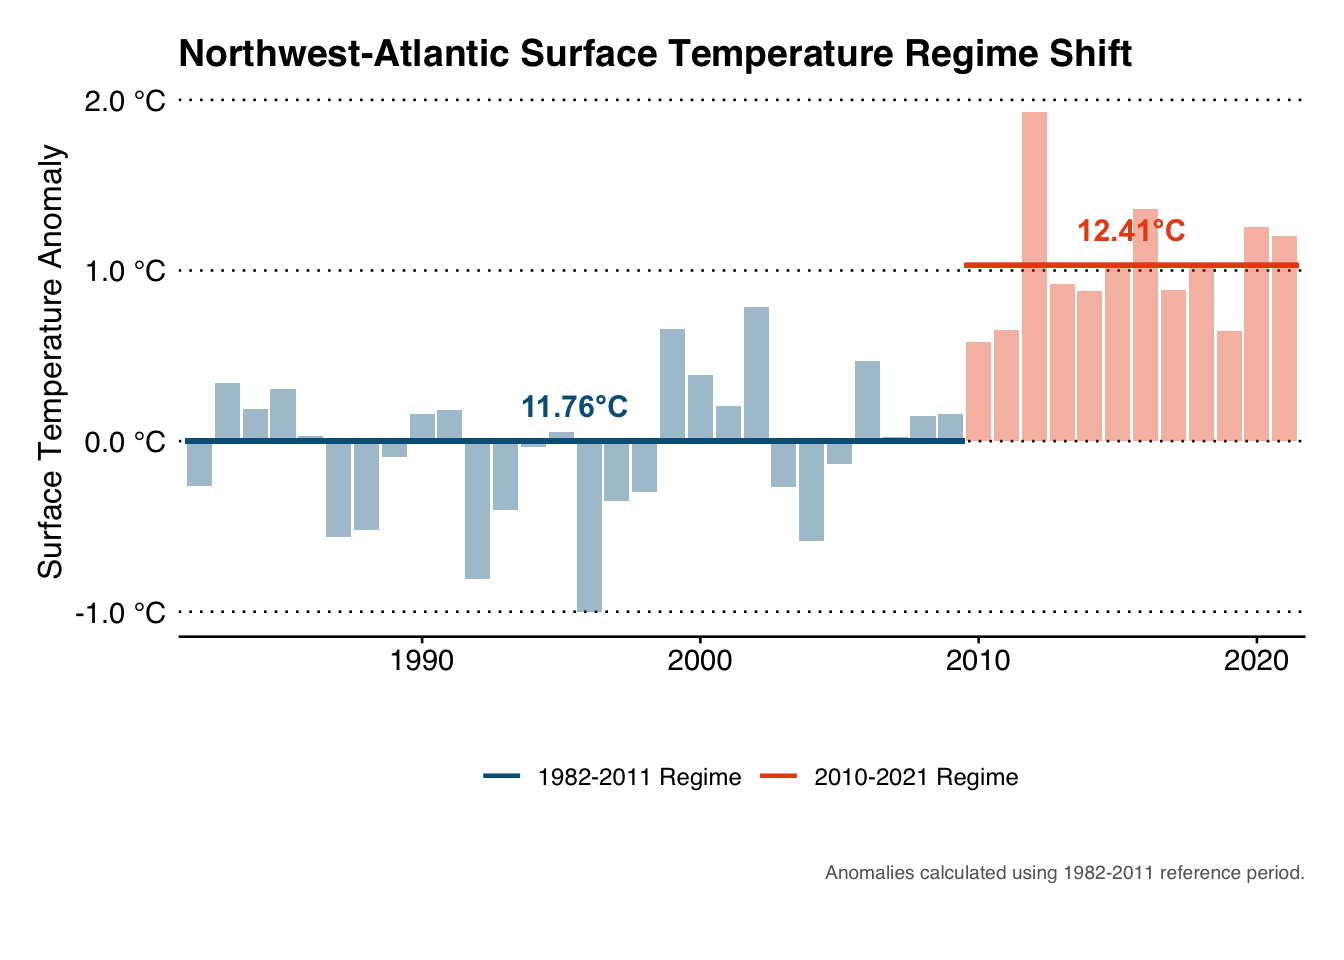 Northwest-Atlantic Surface Temperature Regime Shift
Surface Temperature Anomaly
2.0 °C
1.0 °C
0.0 °C
-1.0 °C
12.41°C
11.76°C
1990 2000 2010 2020
1982-2011 Regime 2010-2021 Regime
Anomalies calculated using 1982-2011 reference period.